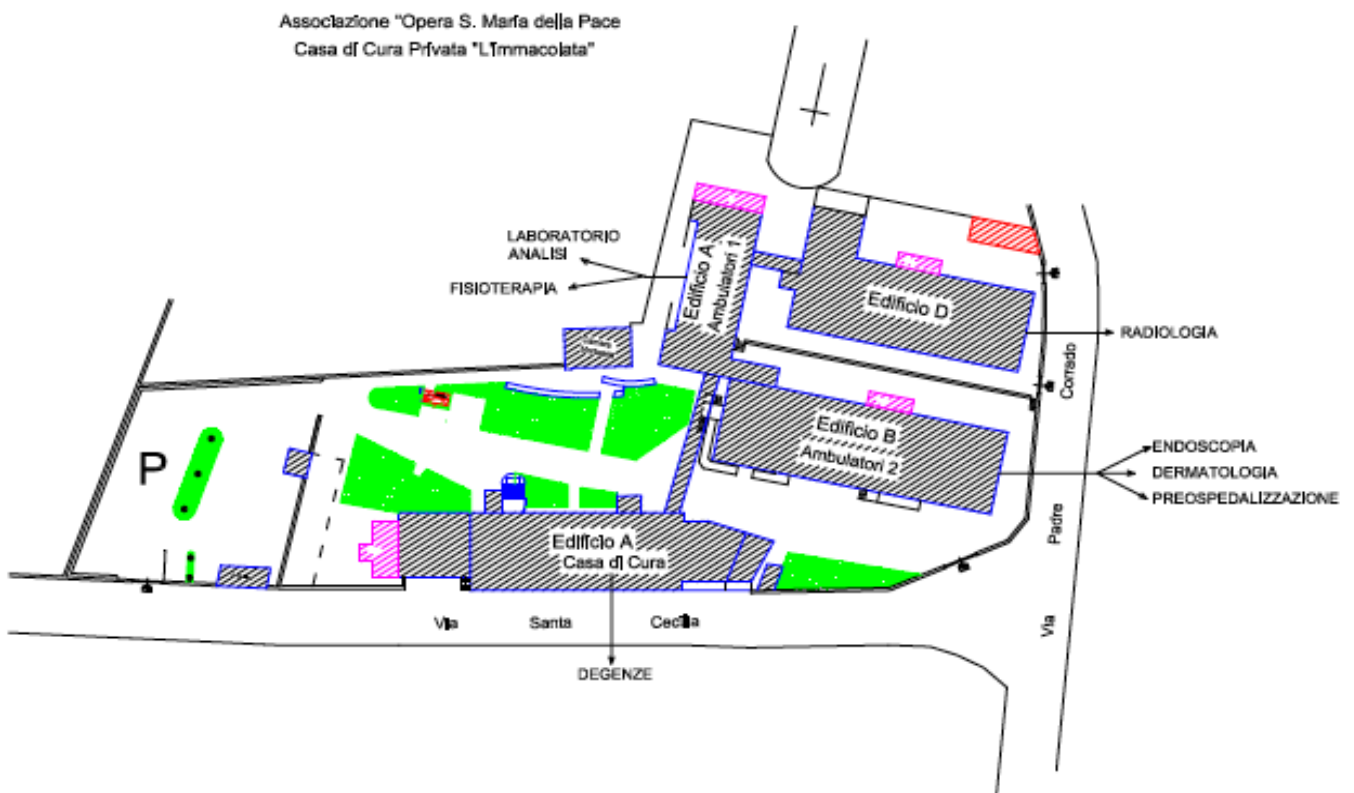 Associazione "Opera S. Maria della Pace
Casa di Cura Privata "L'Immacolata"
LABORATORIO
ANALISI
FISIOTERAPIA
Edificio A
Ambulatori 1
Edificio D
RADIOLOGIA
Corrado
P
Edificio B
Ambulatori 2
ENDOSCOPIA
DERMATOLOGIA
PREOSPEDALIZZAZIONE
Padre
Edificio A
Casa di Cura
Via Santa Cecilia
Via
DEGENZE